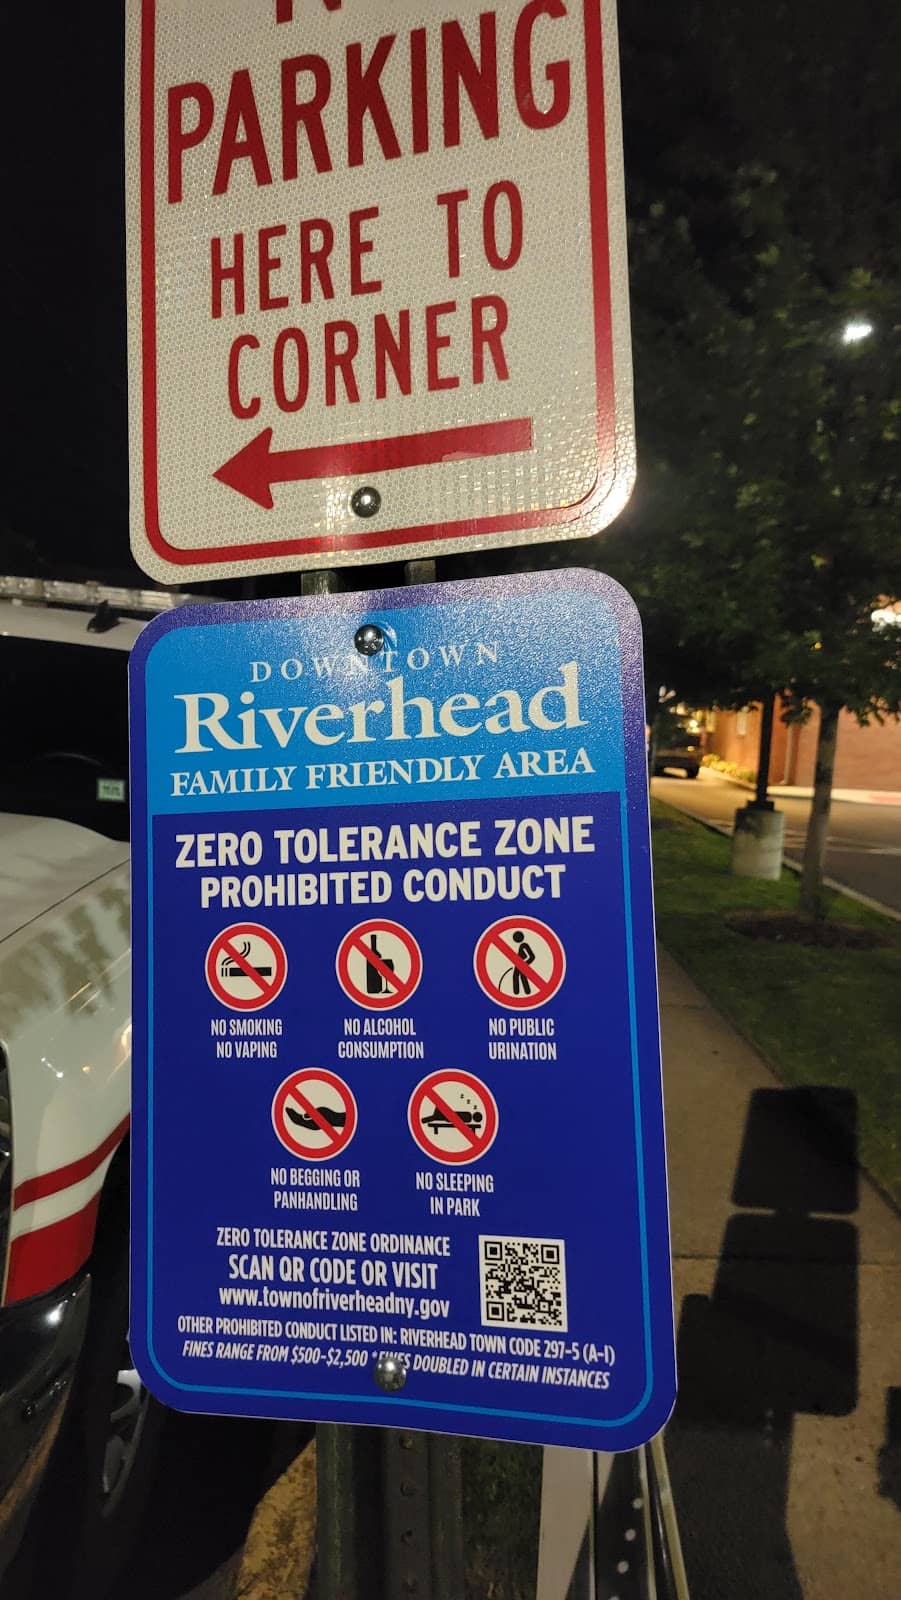 PARKING
HERE TO
CORNER
DOWNTOWN
Riverhead
FAMILY FRIENDLY AREA
ZERO TOLERANCE ZONE
PROHIBITED CONDUCT
NO SMOKING
NO VAPING
NO ALCOHOL
CONSUMPTION
NO PUBLIC
URINATION
NO BEGGING OR
PANHANDLING
NO SLEEPING
IN PARK
ZERO TOLERANCE ZONE ORDINANCE
SCAN QR CODE OR VISIT
www.townofriverheadny.gov
OTHER PROHIBITED CONDUCT LISTED IN: RIVERHEAD TOWN CODE 297-5 (A-I)
FINES RANGE FROM $500-$2,500 *FINES DOUBLED IN CERTAIN INSTANCES